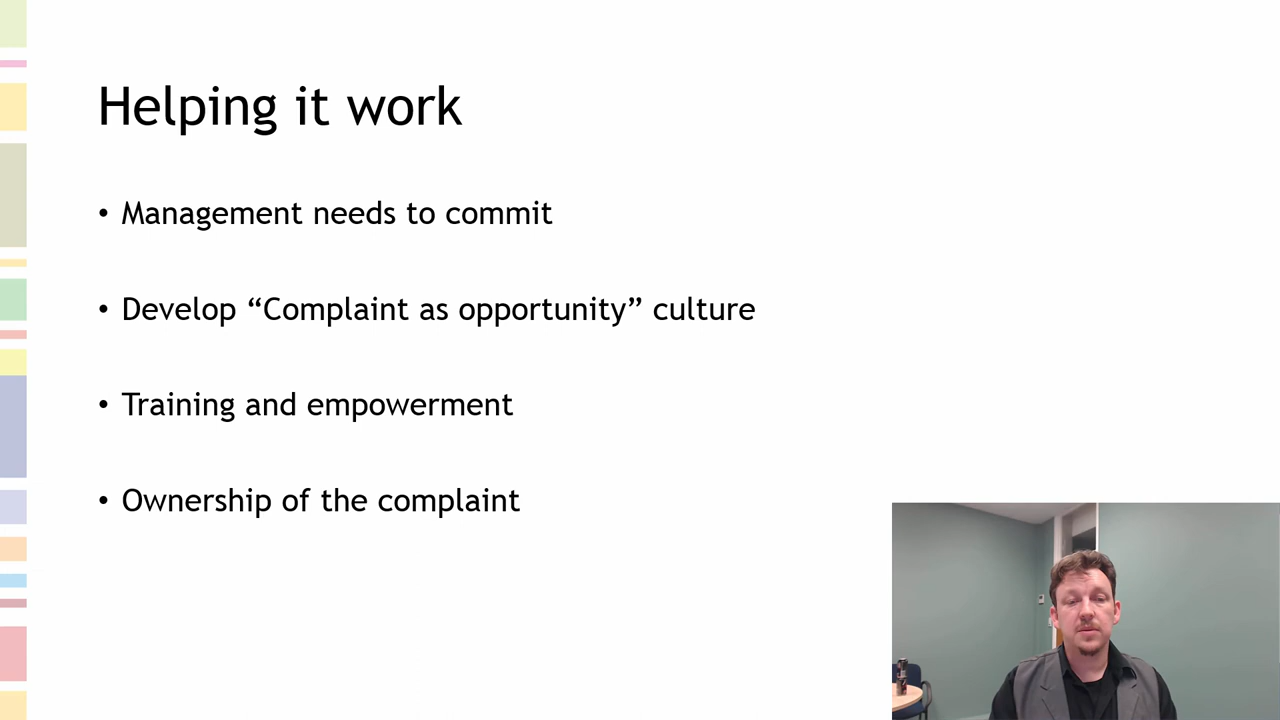 Helping it work
• Management needs to commit
• Develop “Complaint as opportunity” culture
• Training and empowerment
• Ownership of the complaint